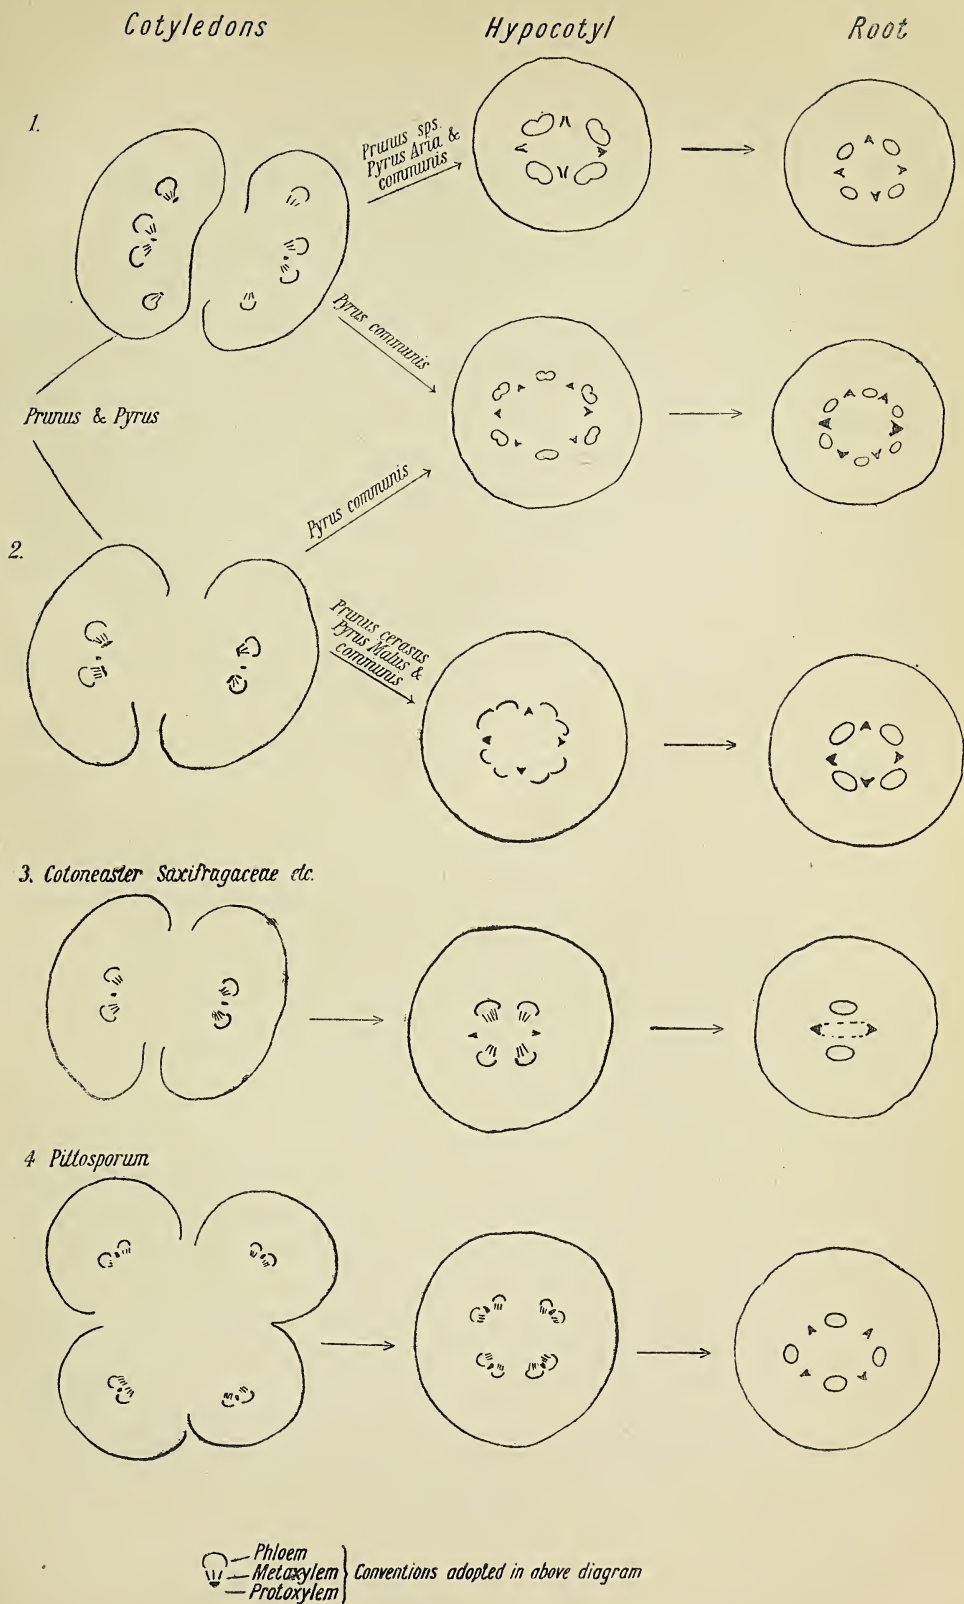 Cotyledons
Hypocotyl
Root
1.
Prunus sps.
Pyrus Aria &
communis
Pyrus communis
Prunus & Pyrus
Pyrus communis
2.
Prunus cerasus
Pyrus Malus &
communis
3. Cotoneaster Saxifragaceae etc.
4 Pittosporum
Phloem
Metaxylem
Protoxylem
Conventions adopted in above diagram